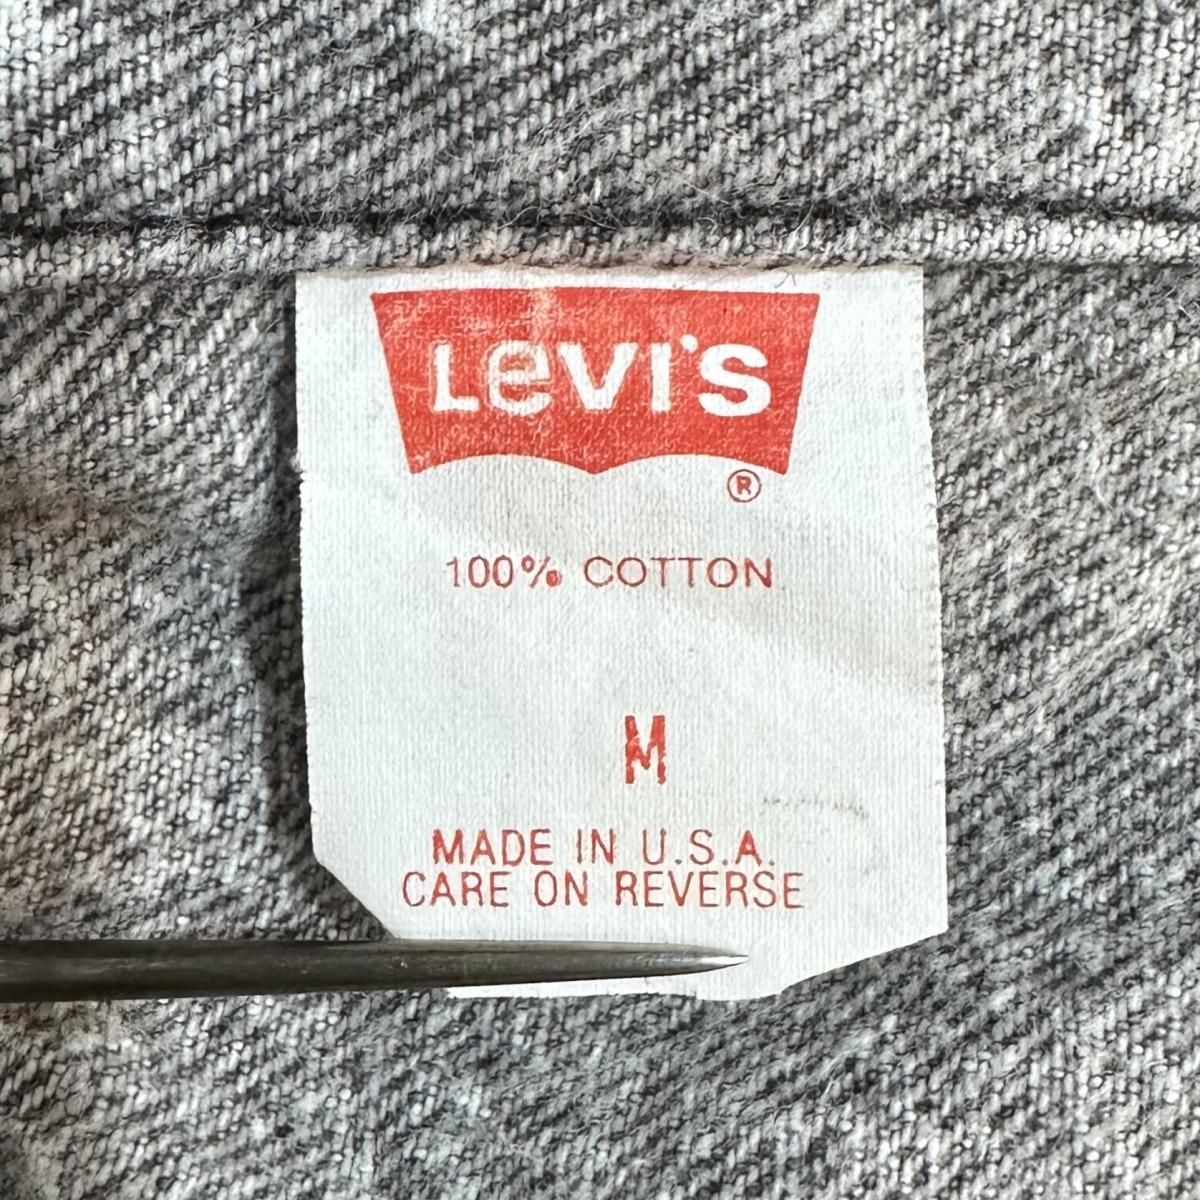 Levi's
®
100% COTTON
M
MADE IN U.S.A.
CARE ON REVERSE